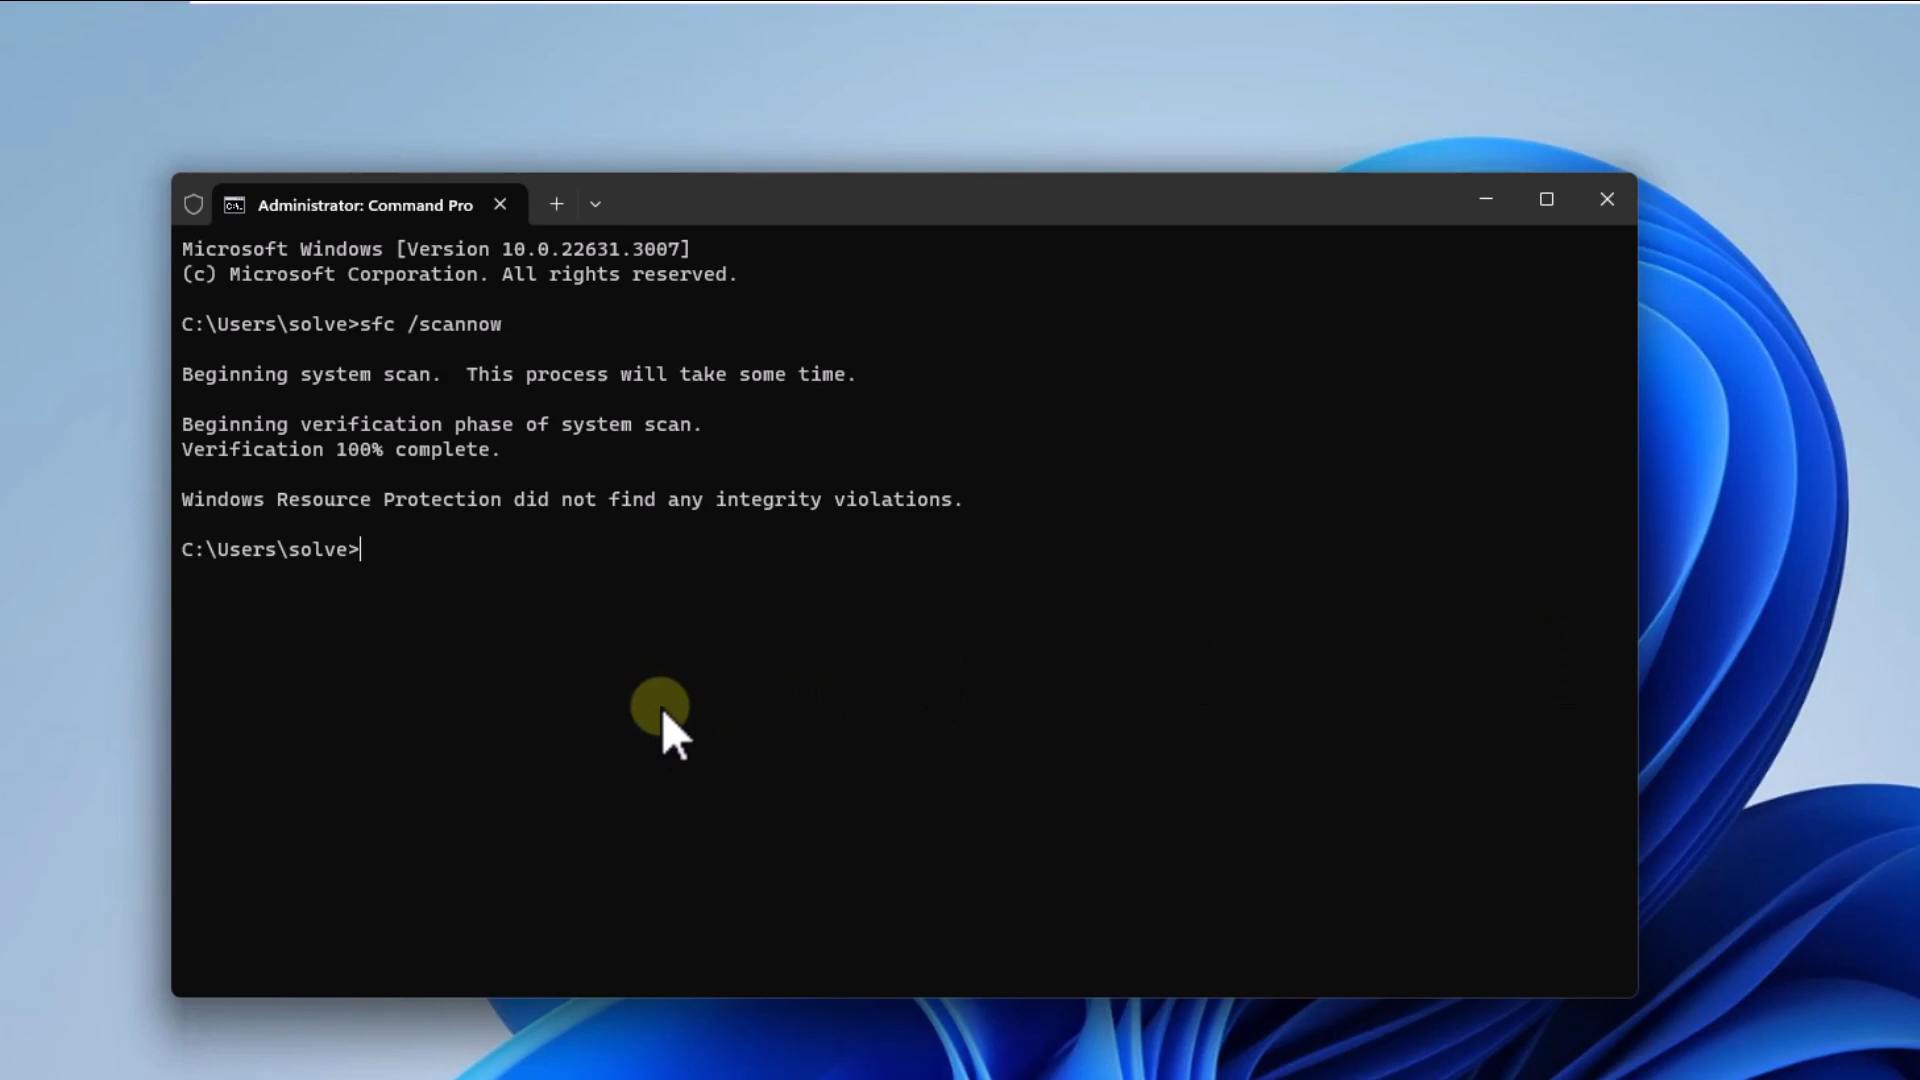 Administrator: Command Pro
Microsoft Windows [Version 10.0.22631.3007]
(c) Microsoft Corporation. All rights reserved.
C:\Users\solve>sfc /scannow
Beginning system scan.  This process will take some time.
Beginning verification phase of system scan.
Verification 100% complete.
Windows Resource Protection did not find any integrity violations.
C:\Users\solve>